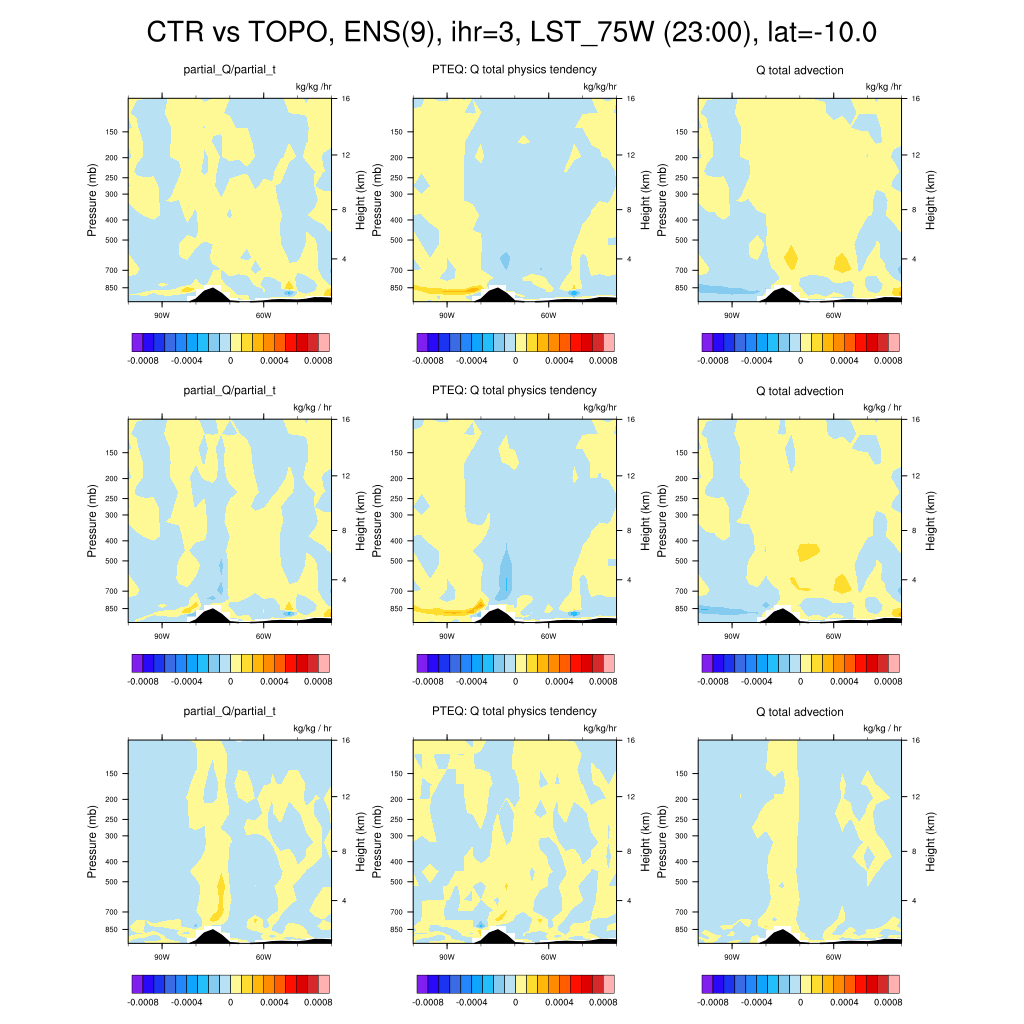 CTR vs TOPO, ENS(9), ihr=3, LST_75W (23:00), lat=-10.0
partial_Q/partial_t
PTEQ: Q total physics tendency
Q total advection
kg/kg /hr
kg/kg/hr
kg/kg /hr
Pressure (mb)
150
200
250
300
400
500
700
850
90W
60W
16
12
8
4
Height (km)
Pressure (mb)
150
200
250
300
400
500
700
850
90W
60W
16
12
8
4
Height (km)
Pressure (mb)
150
200
250
300
400
500
700
850
90W
60W
16
12
8
4
Height (km)
-0.0008 -0.0004 0 0.0004 0.0008
-0.0008 -0.0004 0 0.0004 0.0008
-0.0008 -0.0004 0 0.0004 0.0008
partial_Q/partial_t
PTEQ: Q total physics tendency
Q total advection
kg/kg / hr
kg/kg/hr
kg/kg / hr
Pressure (mb)
150
200
250
300
400
500
700
850
90W
60W
16
12
8
4
Height (km)
Pressure (mb)
150
200
250
300
400
500
700
850
90W
60W
16
12
8
4
Height (km)
Pressure (mb)
150
200
250
300
400
500
700
850
90W
60W
16
12
8
4
Height (km)
-0.0008 -0.0004 0 0.0004 0.0008
-0.0008 -0.0004 0 0.0004 0.0008
-0.0008 -0.0004 0 0.0004 0.0008
partial_Q/partial_t
PTEQ: Q total physics tendency
Q total advection
kg/kg / hr
kg/kg/hr
kg/kg / hr
Pressure (mb)
150
200
250
300
400
500
700
850
90W
60W
16
12
8
4
Height (km)
Pressure (mb)
150
200
250
300
400
500
700
850
90W
60W
16
12
8
4
Height (km)
Pressure (mb)
150
200
250
300
400
500
700
850
90W
60W
16
12
8
4
Height (km)
-0.0008 -0.0004 0 0.0004 0.0008
-0.0008 -0.0004 0 0.0004 0.0008
-0.0008 -0.0004 0 0.0004 0.0008